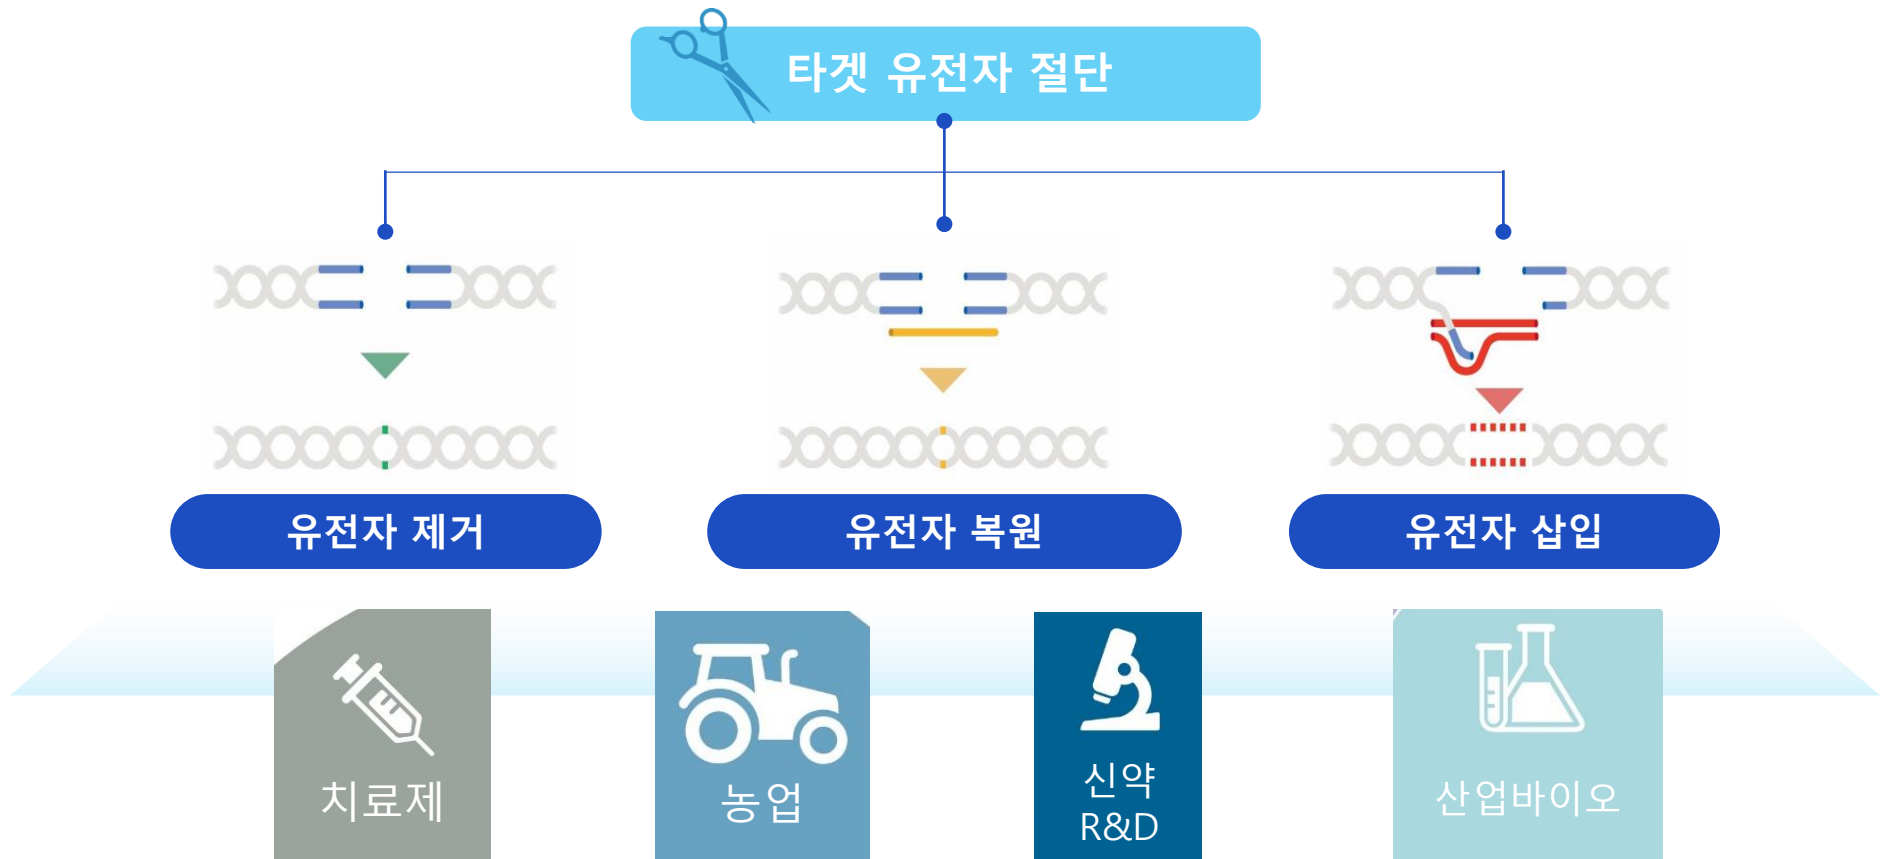 타겟 유전자 절단
유전자 제거
유전자 복원
유전자 삽입
치료제
농업
신약
R&D
산업바이오